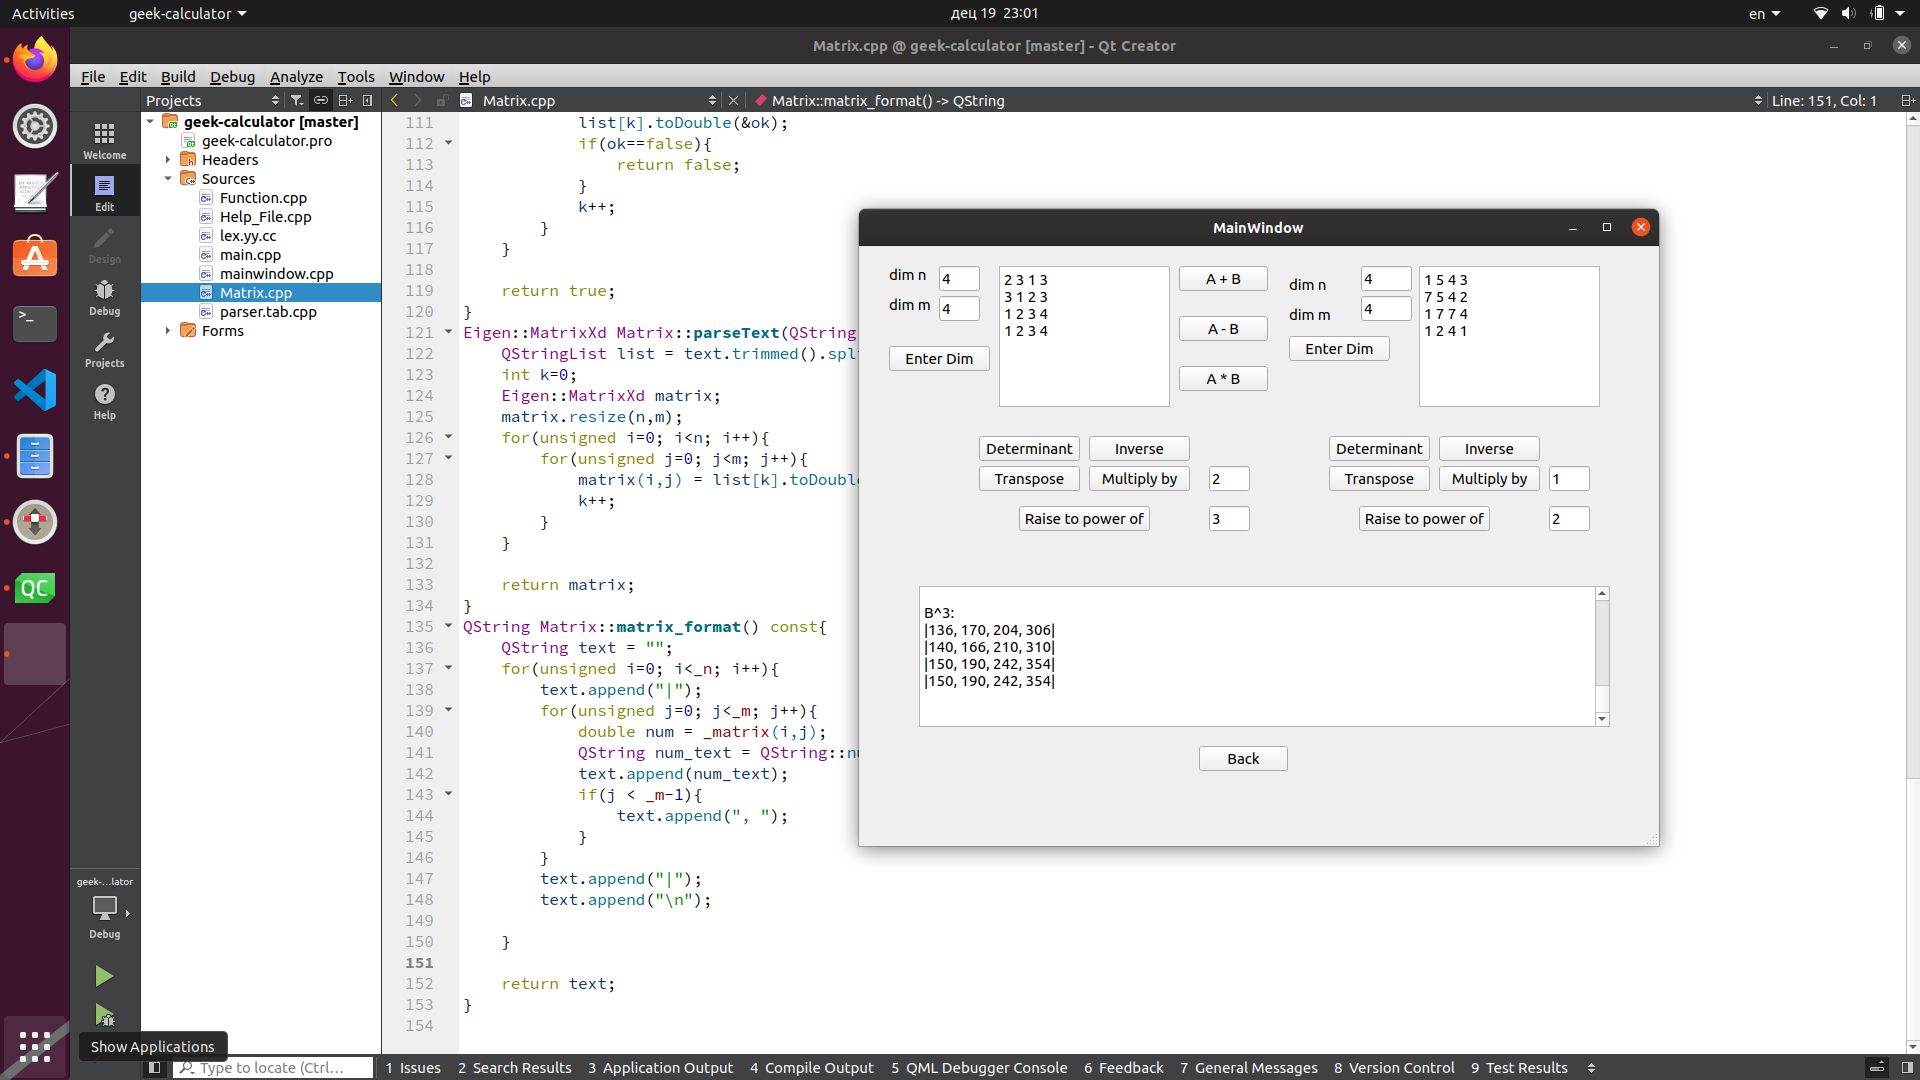 Activities
geek-calculator
дец 19 23:01
en
Matrix.cpp @ geek-calculator [master] - Qt Creator
File Edit Build Debug Analyze Tools Window Help
Projects
Matrix.cpp
Matrix::matrix_format() -> QString
Line: 151, Col: 1
Welcome
Edit
Design
Debug
Projects
Help
geek-...lator
Debug
geek-calculator [master]
geek-calculator.pro
Headers
Sources
Function.cpp
Help_File.cpp
lex.yy.cc
main.cpp
mainwindow.cpp
Matrix.cpp
parser.tab.cpp
Forms
111 list[k].toDouble(&ok);
112 if(ok==false){
113 return false;
114 }
115 k++;
116 }
117 }
118
119 return true;
120 }
121 Eigen::MatrixXd Matrix::parseText(QString
122 QStringList list = text.trimmed().spl
123 int k=0;
124 Eigen::MatrixXd matrix;
125 matrix.resize(n,m);
126 for(unsigned i=0; i<n; i++){
127 for(unsigned j=0; j<m; j++){
128 matrix(i,j) = list[k].toDoubl
129 k++;
130 }
131 }
132
133 return matrix;
134 }
135 QString Matrix::matrix_format() const{
136 QString text = "";
137 for(unsigned i=0; i<_n; i++){
138 text.append("|");
139 for(unsigned j=0; j<_m; j++){
140 double num = _matrix(i,j);
141 QString num_text = QString::nu
142 text.append(num_text);
143 if(j < _m-1){
144 text.append(", ");
145 }
146 }
147 text.append("|");
148 text.append("\n");
149
150 }
151
152 return text;
153 }
154
MainWindow
dim n 4
dim m 4
Enter Dim
2 3 1 3
3 1 2 3
1 2 3 4
1 2 3 4
A + B
A - B
A * B
dim n 4
dim m 4
Enter Dim
1 5 4 3
7 5 4 2
1 7 7 4
1 2 4 1
Determinant Inverse
Transpose Multiply by 2
Raise to power of 3
Determinant Inverse
Transpose Multiply by 1
Raise to power of 2
B^3:
|136, 170, 204, 306|
|140, 166, 210, 310|
|150, 190, 242, 354|
|150, 190, 242, 354|
Back
Show Applications
Type to locate (Ctrl...
1 Issues 2 Search Results 3 Application Output 4 Compile Output 5 QML Debugger Console 6 Feedback 7 General Messages 8 Version Control 9 Test Results
QC